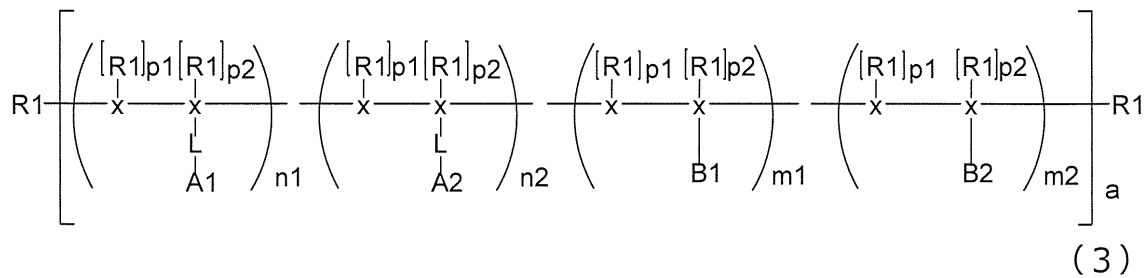 [R1]p1 [R1]p2 [R1]p1 [R1]p2 [R1]p1 [R1]p2 [R1]p1 [R1]p2
R1 x x x x x x x x R1
L L
A1 n1 A2 n2 B1 m1 B2 m2 a
(3)